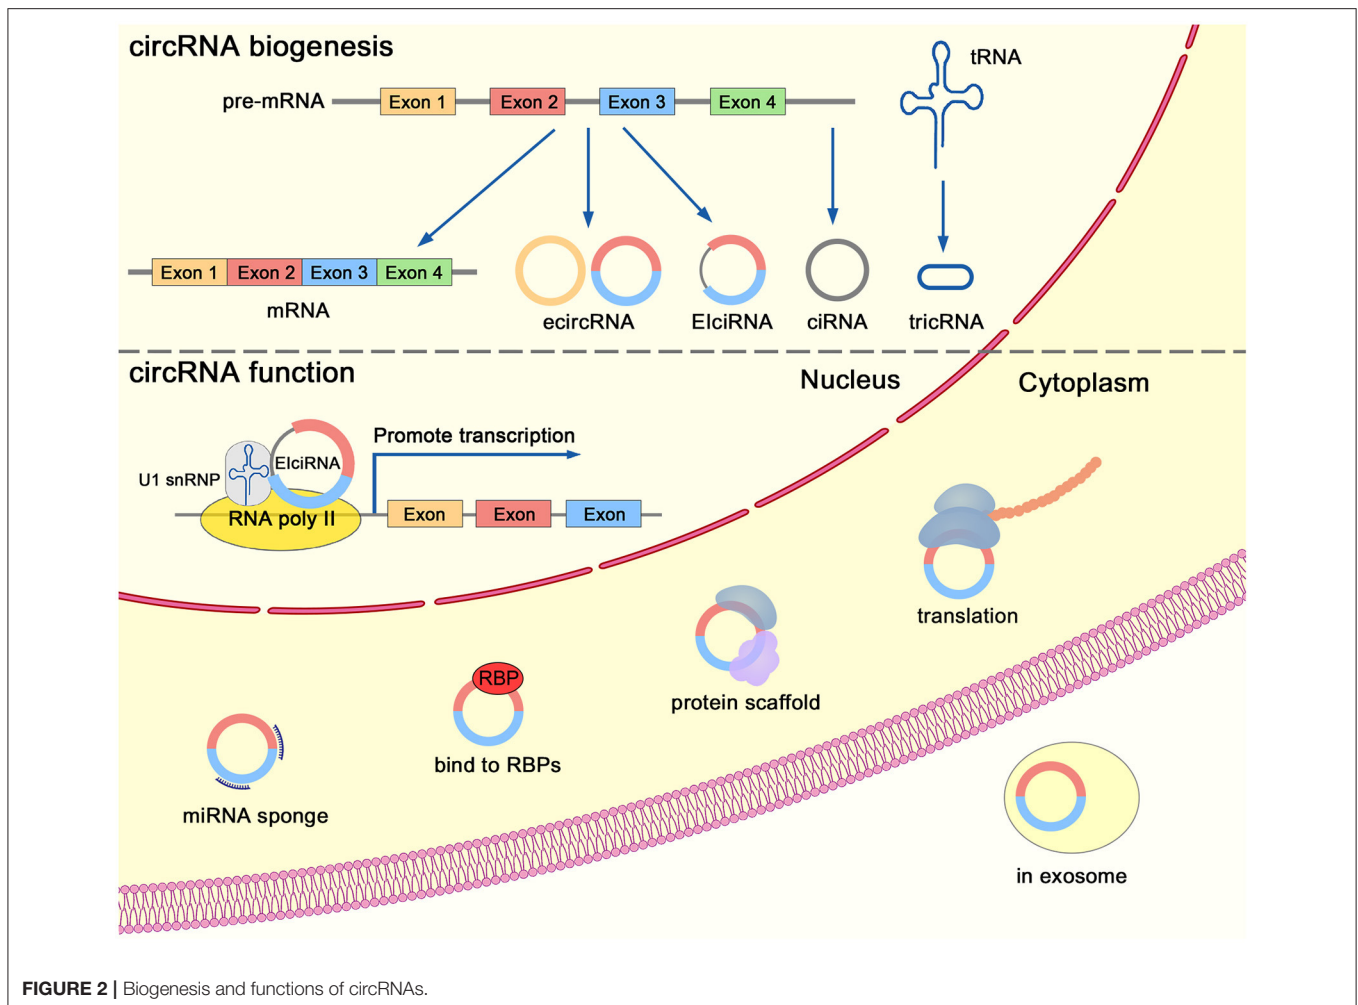 circRNA biogenesis
tRNA
pre-mRNA Exon 1 Exon 2 Exon 3 Exon 4
Exon 1 Exon 2 Exon 3 Exon 4
mRNA
ecircRNA EIciRNA ciRNA tricRNA
circRNA function
Nucleus Cytoplasm
Promote transcription
EIciRNA
U1 snRNP
RNA poly II Exon Exon Exon
translation
RBP
protein scaffold
bind to RBPs
miRNA sponge
in exosome
FIGURE 2 | Biogenesis and functions of circRNAs.